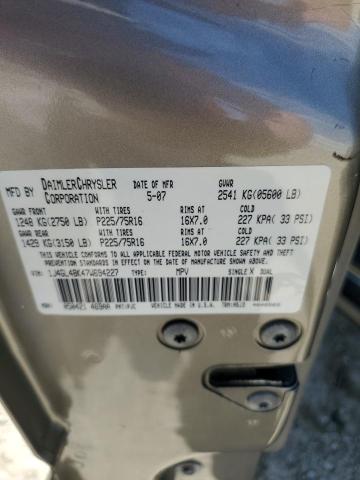 MFD BY DAIMLERCHRYSLER CORPORATION DATE OF MFR 5-07 GVWR 2541 KG(05600 LB)
GAWR FRONT WITH TIRES RIMS AT COLD
1248 KG(2750 LB) P225/75R16 16X7.0 227 KPA( 33 PSI)
GAWR REAR WITH TIRES RIMS AT COLD
1429 KG(3150 LB) P225/75R16 16X7.0 227 KPA( 33 PSI)
THIS VEHICLE CONFORMS TO ALL APPLICABLE FEDERAL MOTOR VEHICLE SAFETY, BUMPER, AND
THEFT PREVENTION STANDARDS IN EFFECT ON THE DATE OF MANUFACTURE SHOWN ABOVE.
VIN: TYPE: MPV SINGLE X DUAL
MDH: VEHICLE MADE IN U.S.A.